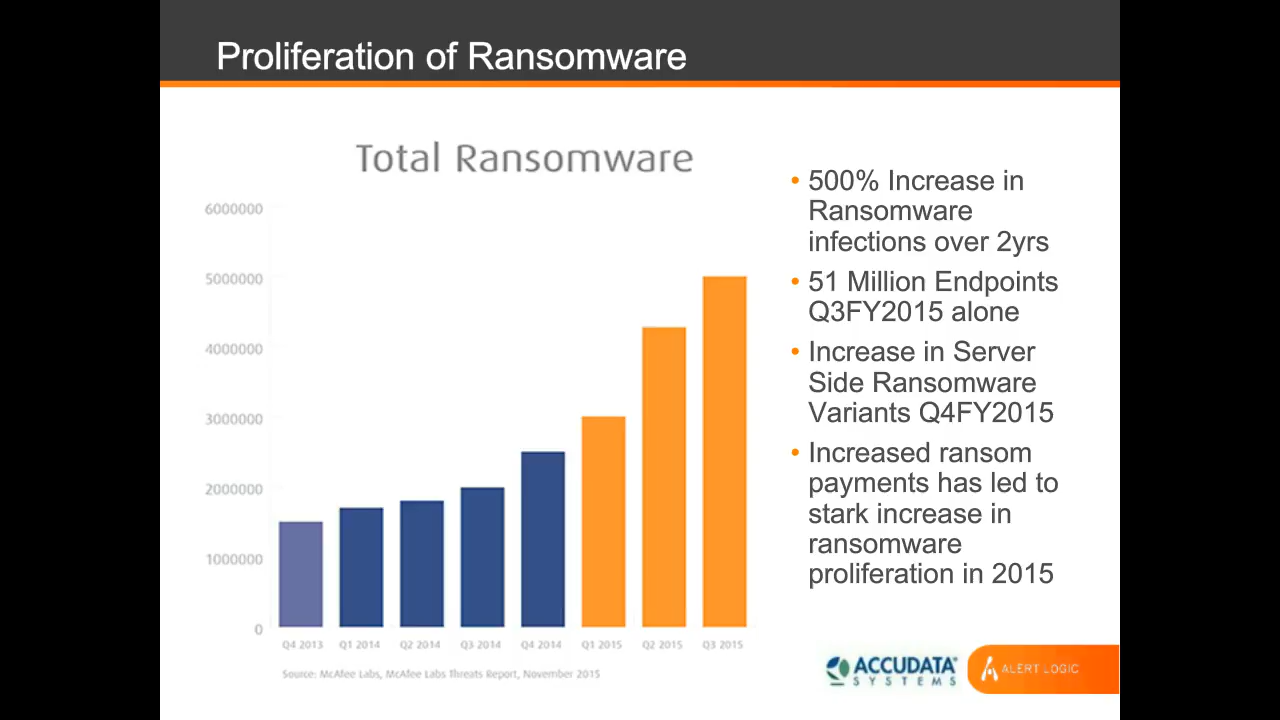 Proliferation of Ransomware
Total Ransomware
6000000
5000000
4000000
3000000
2000000
1000000
0
Q4 2013 Q1 2014 Q2 2014 Q3 2014 Q4 2014 Q1 2015 Q2 2015 Q3 2015
Source: McAfee Labs, McAfee Labs Threats Report, November 2015
• 500% Increase in
Ransomware
infections over 2yrs
• 51 Million Endpoints
Q3FY2015 alone
• Increase in Server
Side Ransomware
Variants Q4FY2015
• Increased ransom
payments has led to
stark increase in
ransomware
proliferation in 2015
ACCUDATA
SYSTEMS
ALERT LOGIC